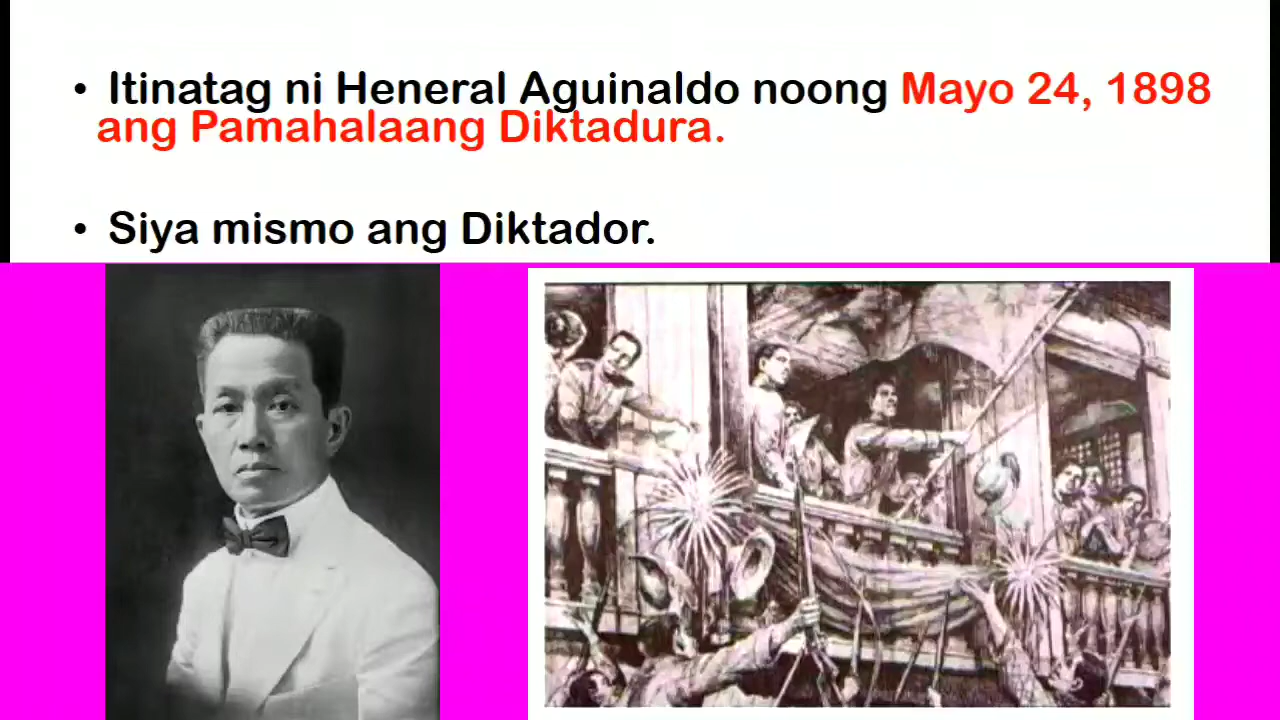 • Itinatag ni Heneral Aguinaldo noong Mayo 24, 1898
ang Pamahalaang Diktadura.
• Siya mismo ang Diktador.